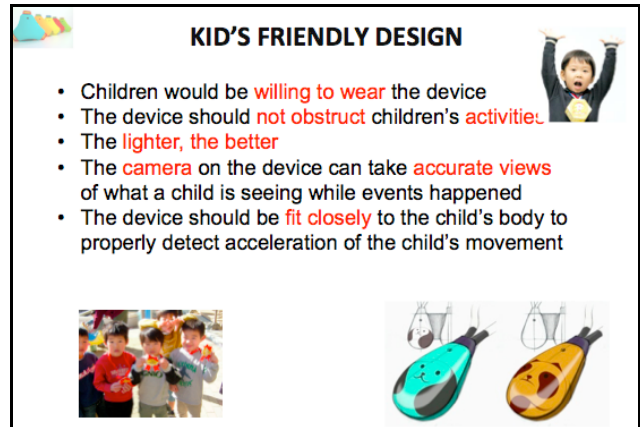 KID'S FRIENDLY DESIGN
• Children would be willing to wear the device
• The device should not obstruct children's activities
• The lighter, the better
• The camera on the device can take accurate views
of what a child is seeing while events happened
• The device should be fit closely to the child's body to
properly detect acceleration of the child's movement